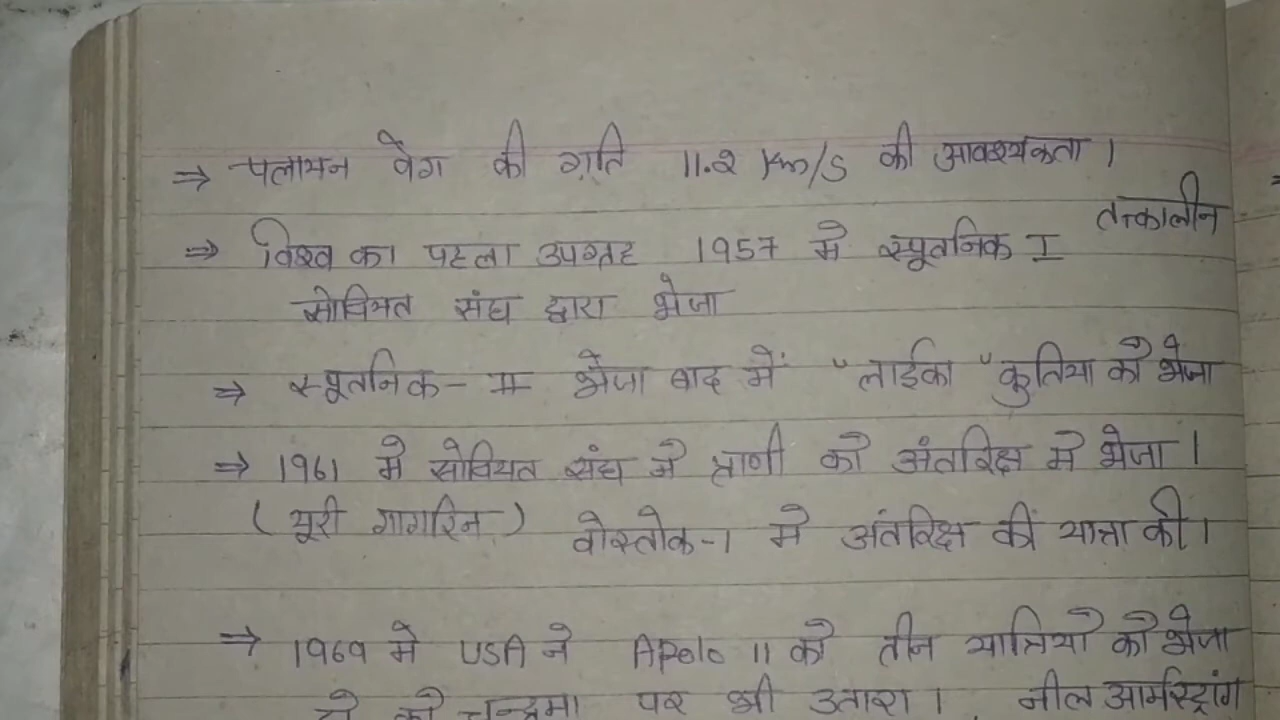 ⇒ पलायन वेग की गति 11.2 Km/S की आवश्यकता ।
⇒ विश्व का पहला उपग्रह 1957 मे स्पूतनिक I तत्कालीन
सोवियत संघ द्वारा भेजा
⇒ स्पूतनिक - II भेजा बाद में "लाईका" कुतिया को भेजा
⇒ 1961 मे सोवियत संघ ने प्राणी को अंतरिक्ष मे भेजा ।
(यूरी गागरिन) वोस्तोक-1 मे अंतरिक्ष की यात्रा की ।
⇒ 1969 मे USA ने Apolo 11 को तीन यात्रियो को भेजा
दो को चन्द्रमा पर भी उतारा । नील आर्मस्ट्रांग